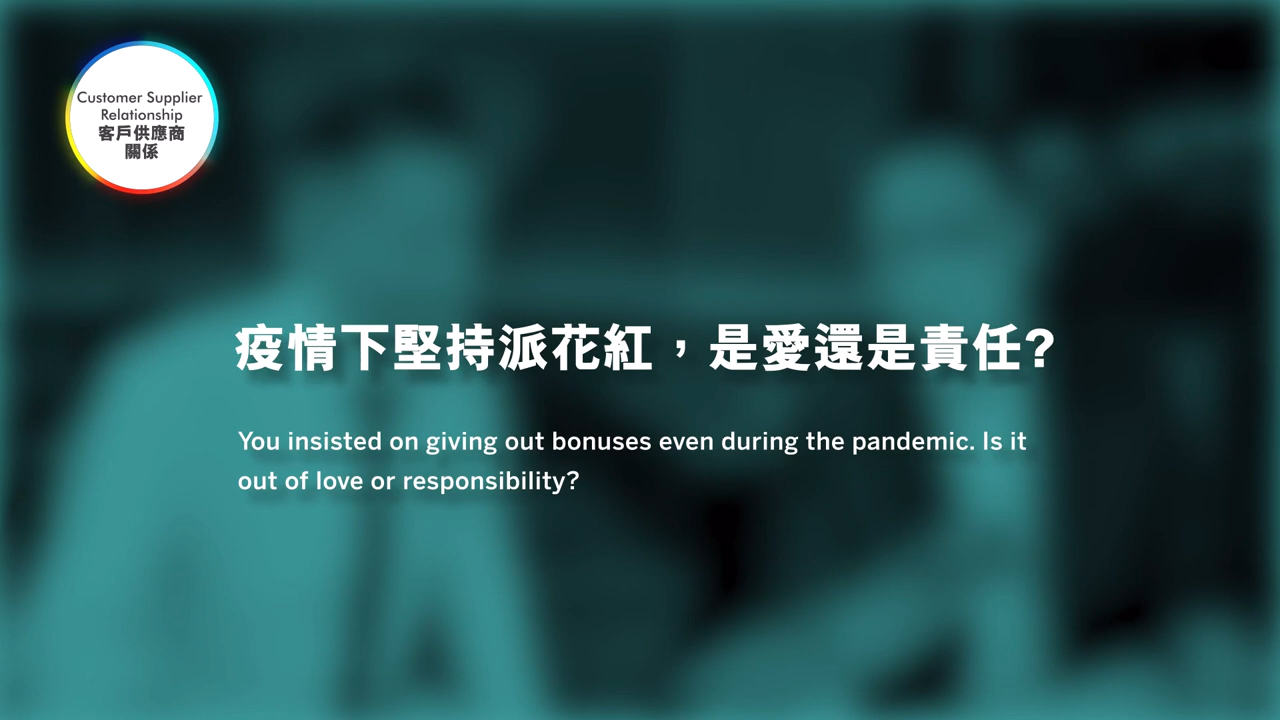 Customer Supplier
Relationship
客戶供應商
關係
疫情下堅持派花紅，是愛還是責任?
You insisted on giving out bonuses even during the pandemic. Is it
out of love or responsibility?